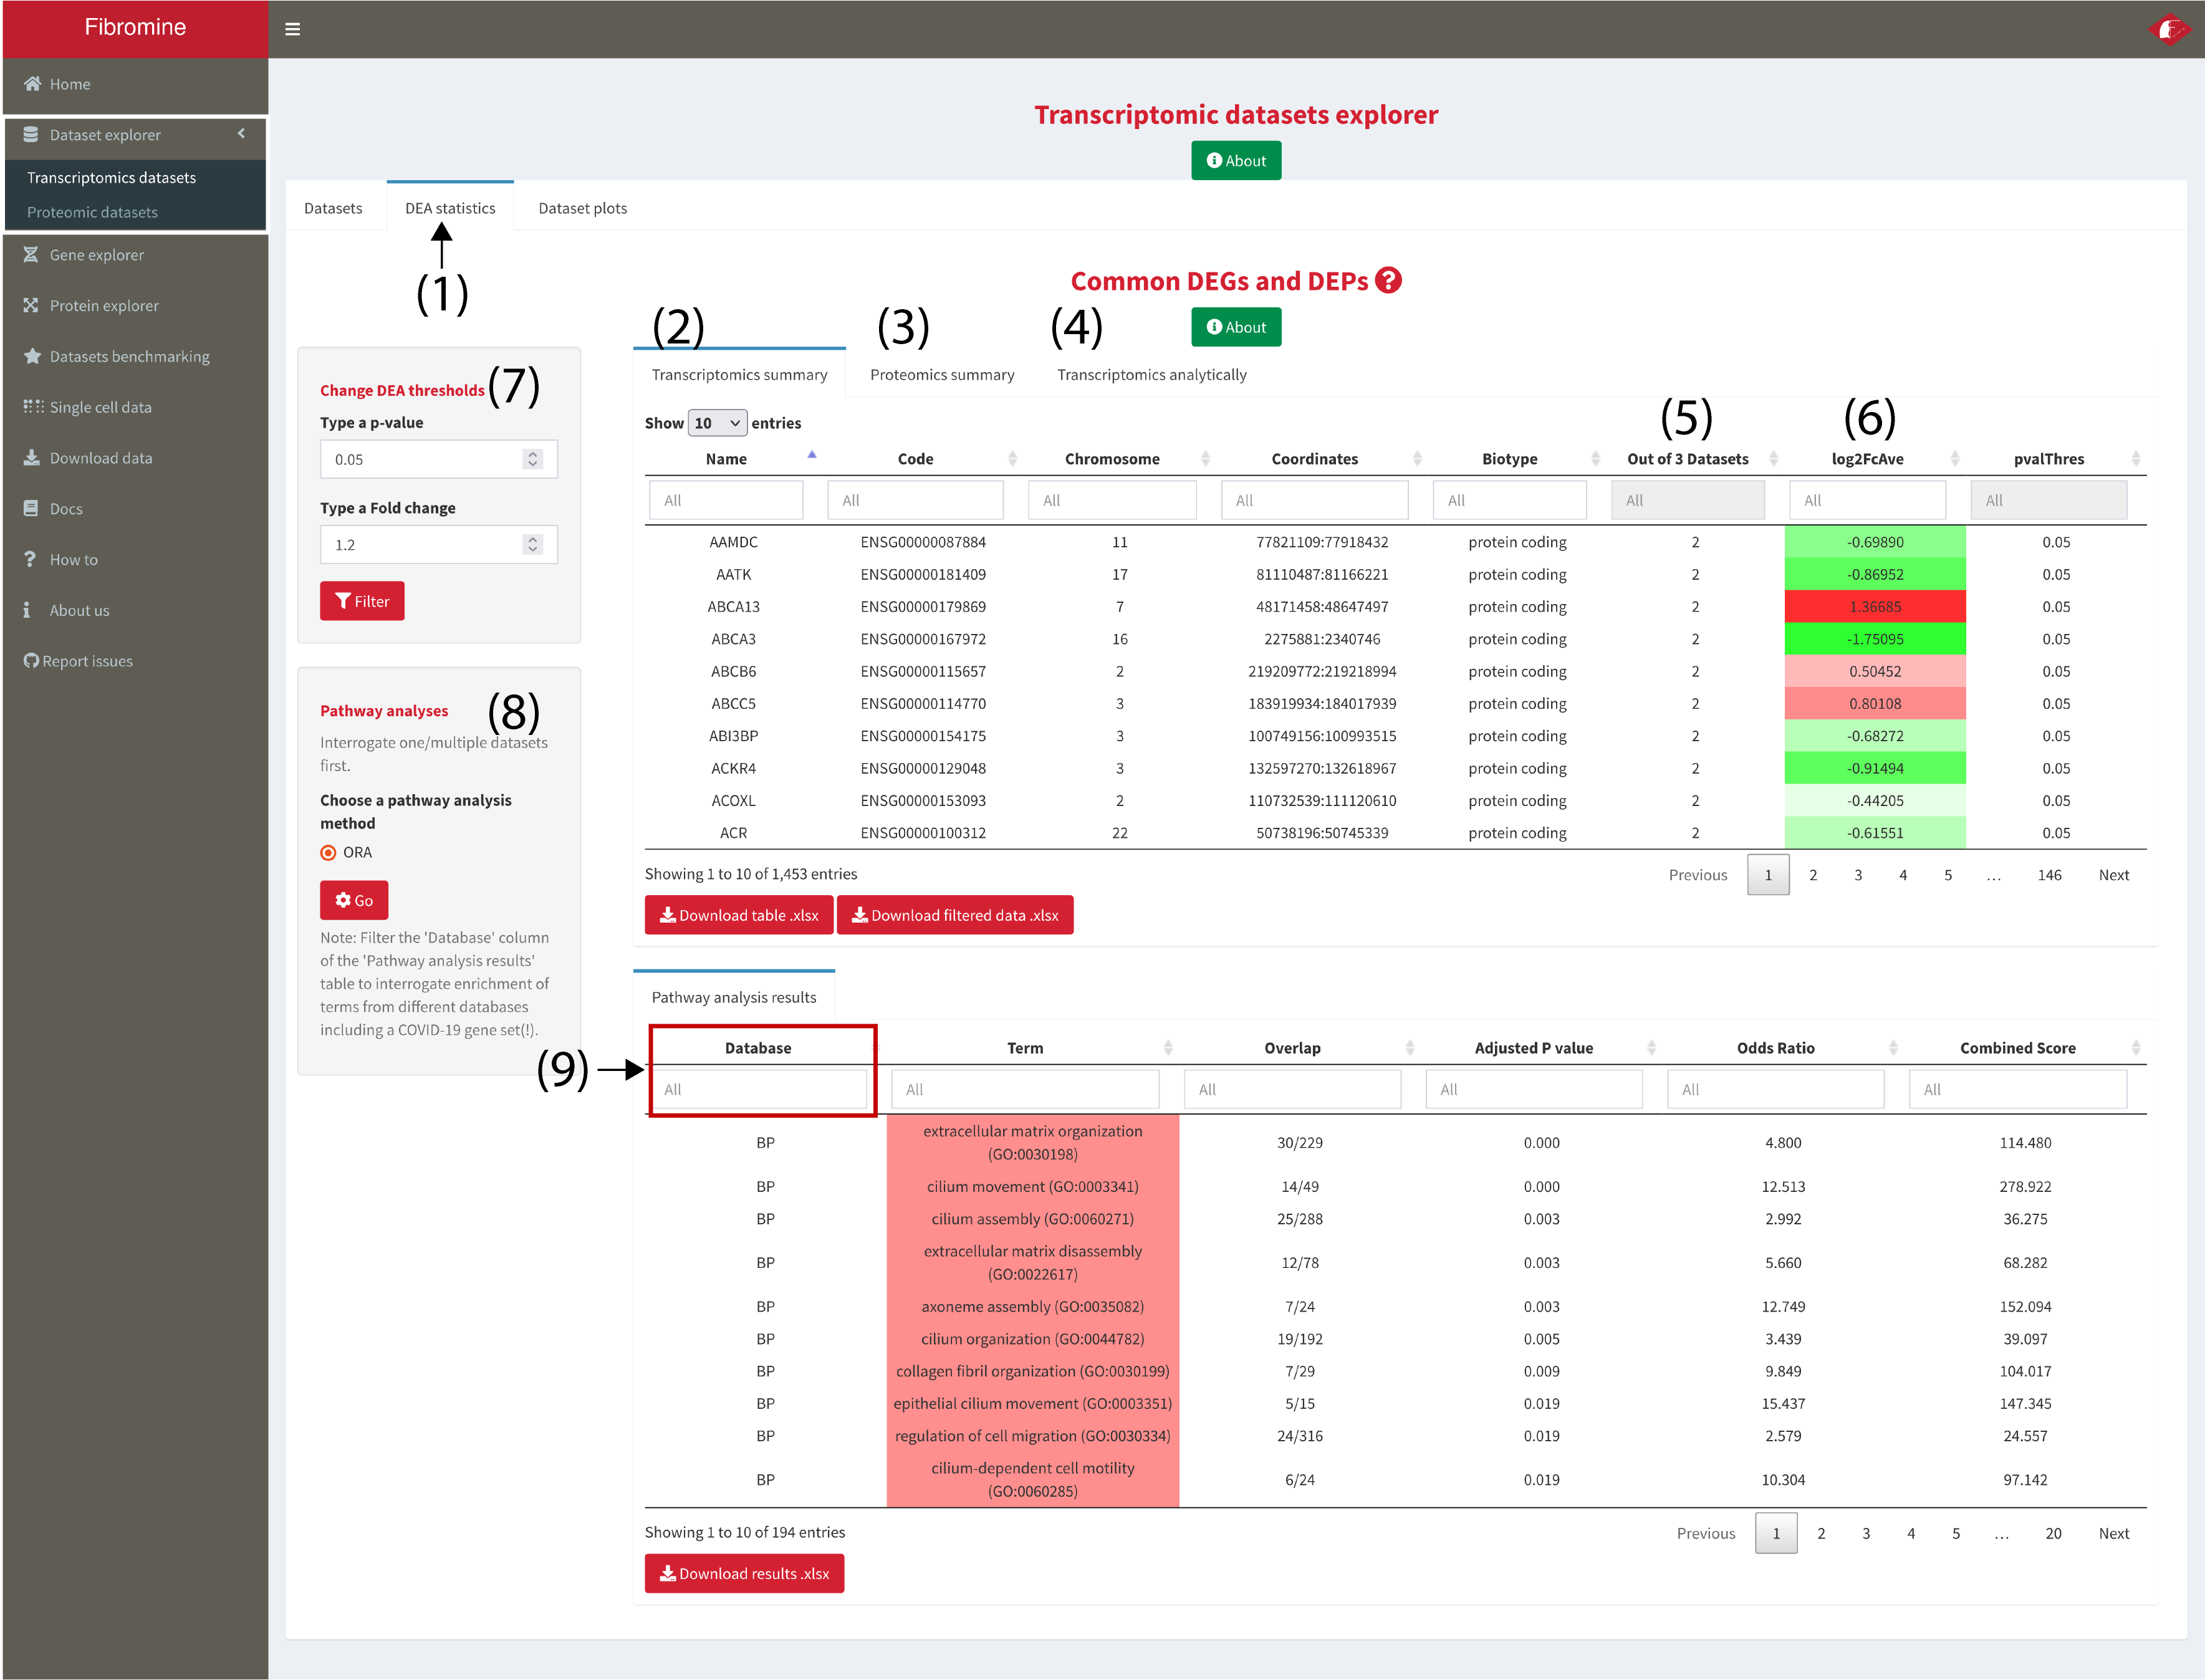 Fibromine
Home
Dataset explorer
Transcriptomics datasets
Proteomic datasets
Gene explorer
Protein explorer
Datasets benchmarking
Single cell data
Download data
Docs
How to
About us
Report issues
Transcriptomic datasets explorer
About
Datasets DEA statistics Dataset plots
(1)
Common DEGs and DEPs
About
(2) (3) (4)
Change DEA thresholds (7)
Type a p-value
0.05
Type a Fold change
1.2
Filter
Pathway analyses (8)
Interrogate one/multiple datasets
first.
Choose a pathway analysis
method
ORA
Go
Note: Filter the 'Database' column
of the 'Pathway analysis results'
table to interrogate enrichment of
terms from different databases
including a COVID-19 gene set(!).
Transcriptomics summary Proteomics summary Transcriptomics analytically
(5) (6)
Show 10 entries
Name Code Chromosome Coordinates Biotype Out of 3 Datasets log2FcAve pvalThres
All All All All All All All All
AAMDC ENSG00000087884 11 77821109:77918432 protein coding 2 -0.69890 0.05
AATK ENSG00000181409 17 81110487:81166221 protein coding 2 -0.86952 0.05
ABCA13 ENSG00000179869 7 48171458:48647497 protein coding 2 1.36685 0.05
ABCA3 ENSG00000167972 16 2275881:2340746 protein coding 2 -1.75095 0.05
ABCB6 ENSG00000115657 2 219209772:219218994 protein coding 2 0.50452 0.05
ABCC5 ENSG00000114770 3 183919934:184017939 protein coding 2 0.80108 0.05
ABI3BP ENSG00000154175 3 100749156:100993515 protein coding 2 -0.68272 0.05
ACKR4 ENSG00000129048 3 132597270:132618967 protein coding 2 -0.91494 0.05
ACOXL ENSG00000153093 2 110732539:111120610 protein coding 2 -0.44205 0.05
ACR ENSG00000100312 22 50738196:50745339 protein coding 2 -0.61551 0.05
Showing 1 to 10 of 1,453 entries
Previous 1 2 3 4 5 ... 146 Next
Download table .xlsx Download filtered data .xlsx
Pathway analysis results
(9)
Database Term Overlap Adjusted P value Odds Ratio Combined Score
All All All All All All
BP extracellular matrix organization (GO:0030198) 30/229 0.000 4.800 114.480
BP cilium movement (GO:0003341) 14/49 0.000 12.513 278.922
BP cilium assembly (GO:0060271) 25/288 0.003 2.992 36.275
BP extracellular matrix disassembly (GO:0022617) 12/78 0.003 5.660 68.282
BP axoneme assembly (GO:0035082) 7/24 0.003 12.749 152.094
BP cilium organization (GO:0044782) 19/192 0.005 3.439 39.097
BP collagen fibril organization (GO:0030199) 7/29 0.009 9.849 104.017
BP epithelial cilium movement (GO:0003351) 5/15 0.019 15.437 147.345
BP regulation of cell migration (GO:0030334) 24/316 0.019 2.579 24.557
BP cilium-dependent cell motility (GO:0060285) 6/24 0.019 10.304 97.142
Showing 1 to 10 of 194 entries
Previous 1 2 3 4 5 ... 20 Next
Download results .xlsx